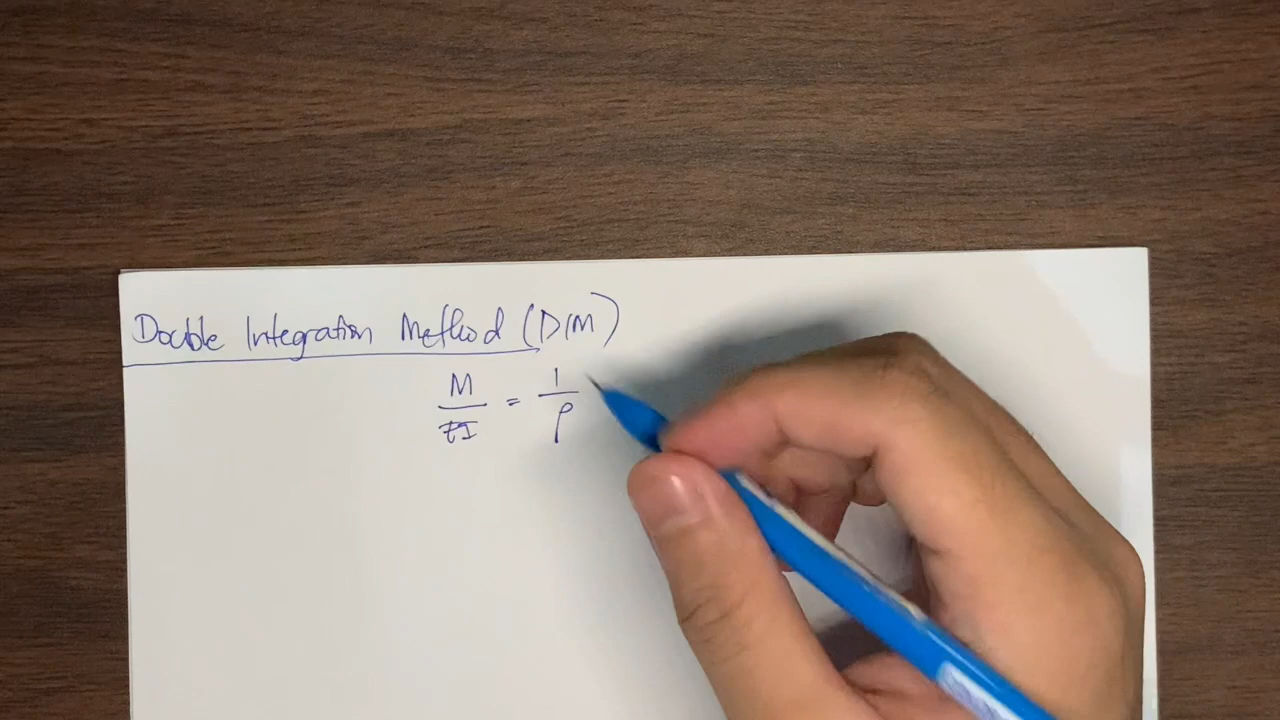 Double Integration Method (DIM)
M/EI = 1/ρ